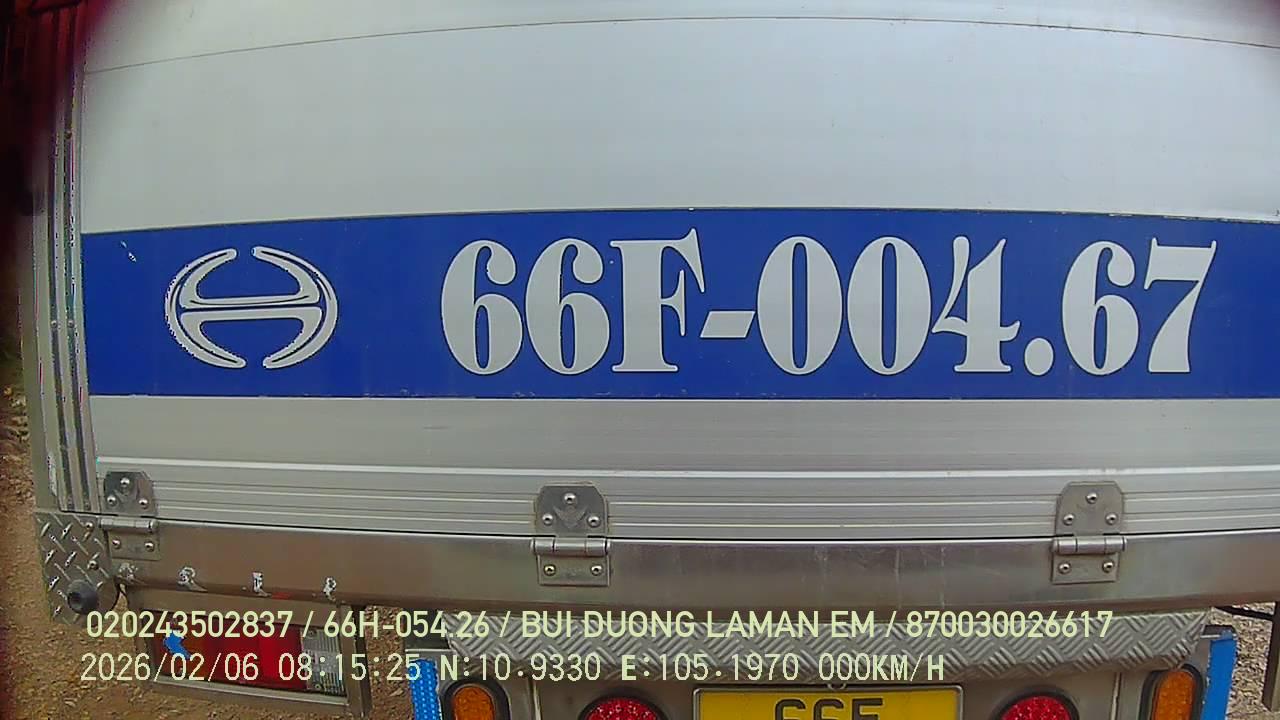 66F-004.67
020243502837 / 66H-054.26 / BUI DUONG LAMAN EM / 870030026617
2026/02/06 08:15:25 N:10.9330 E:105.1970 000KM/H
66F